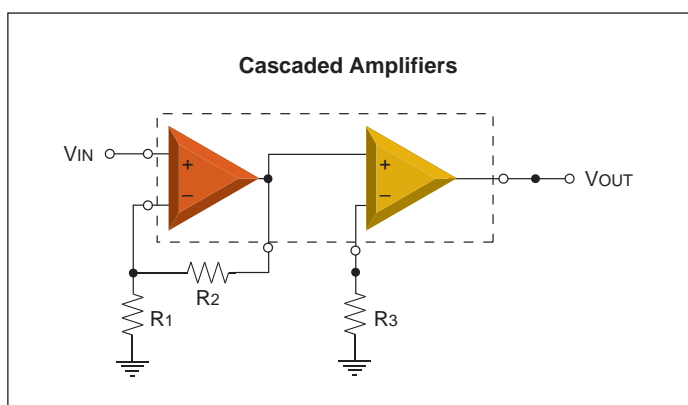 Cascaded Amplifiers
VIN
+
−
+
−
VOUT
R2
R1
R3